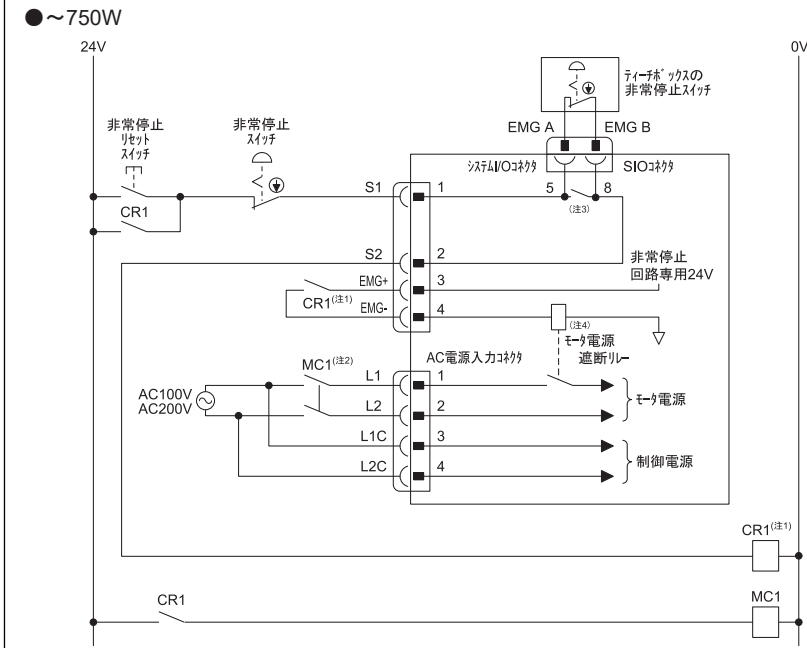 ●～750W
24V
0V
ティーチボックスの
非常停止スイッチ
EMG A
EMG B
非常停止
リセット
スイッチ
非常停止
スイッチ
システムI/Oコネクタ
SIOコネクタ
S1
1
5
8
(注3)
CR1
S2
2
非常停止
回路専用24V
EMG+
3
CR1(注1)
EMG-
4
(注4)
モータ電源
遮断リレー
AC電源入力コネクタ
MC1(注2)
L1
1
AC100V
AC200V
L2
2
モータ電源
L1C
3
制御電源
L2C
4
CR1(注1)
CR1
MC1